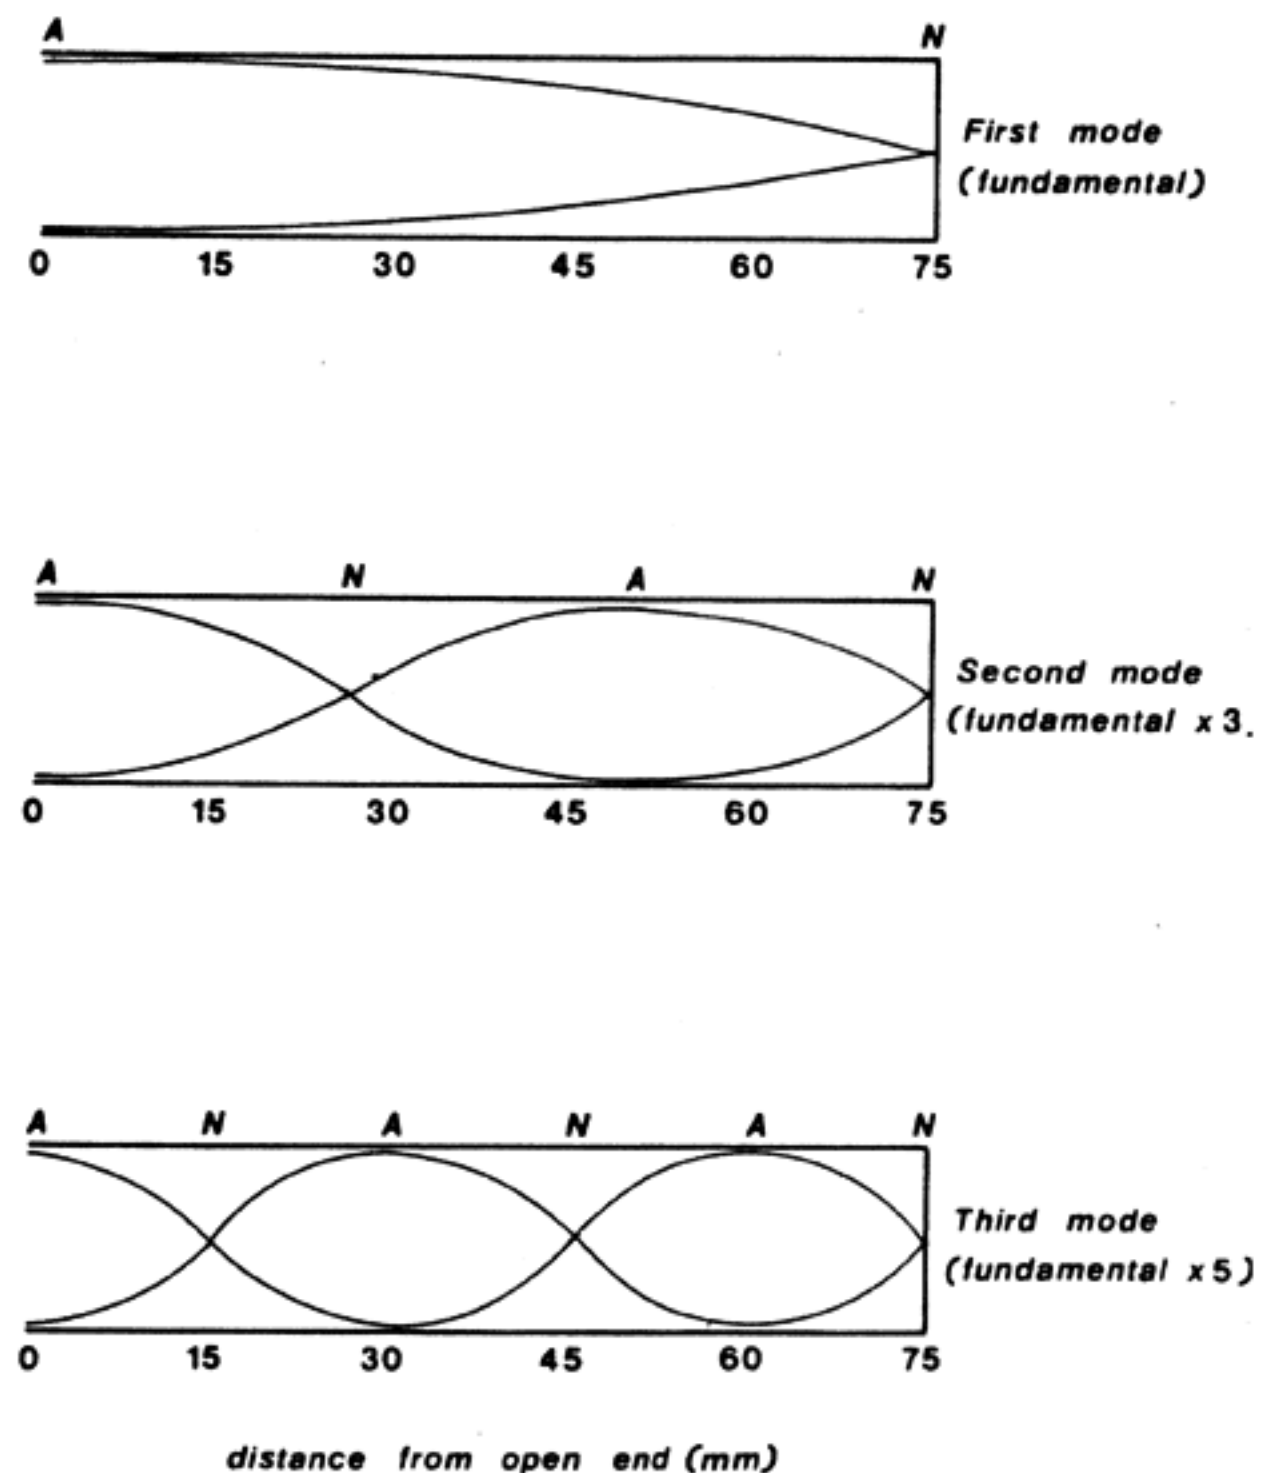 A N
First mode
(fundamental)
0 15 30 45 60 75
A N A N
Second mode
(fundamental x 3.
0 15 30 45 60 75
A N A N A N
Third mode
(fundamental x 5)
0 15 30 45 60 75
distance from open end (mm)